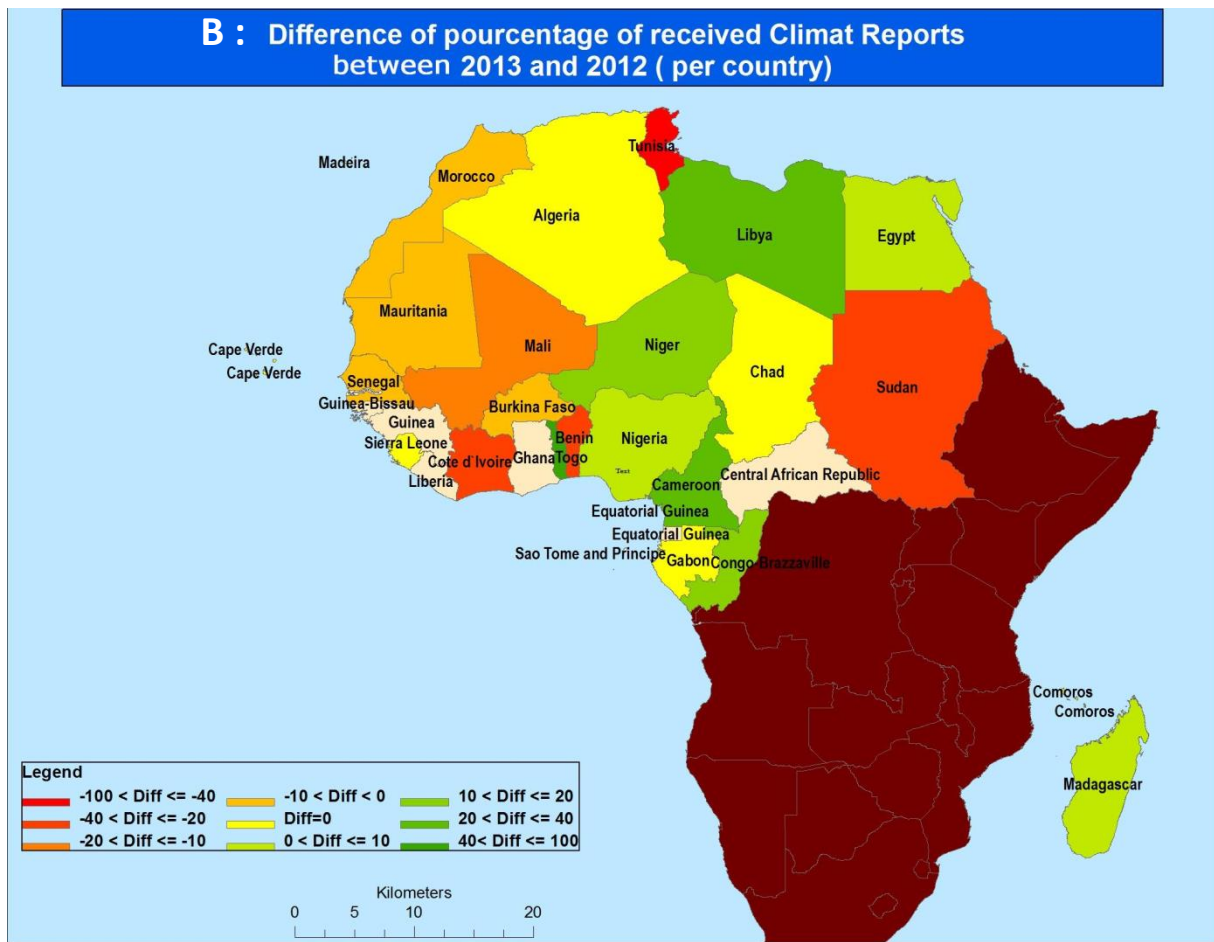 B : Difference of pourcentage of received Climat Reports
between 2013 and 2012 ( per country)
Madeira
Tunisia
Morocco
Algeria
Libya
Egypt
Mauritania
Mali
Niger
Chad
Sudan
Cape Verde
Cape Verde
Senegal
Guinea-Bissau
Guinea
Burkina Faso
Sierra Leone
Cote d'Ivoire
Ghana
Togo
Benin
Nigeria
Text
Liberia
Cameroon
Central African Republic
Equatorial Guinea
Equatorial Guinea
Sao Tome and Principe
Gabon
Congo-Brazzaville
Comoros
Comoros
Madagascar
Legend
-100 < Diff <= -40
-10 < Diff < 0
10 < Diff <= 20
-40 < Diff <= -20
Diff=0
20 < Diff <= 40
-20 < Diff <= -10
0 < Diff <= 10
40< Diff <= 100
Kilometers
0 5 10 20